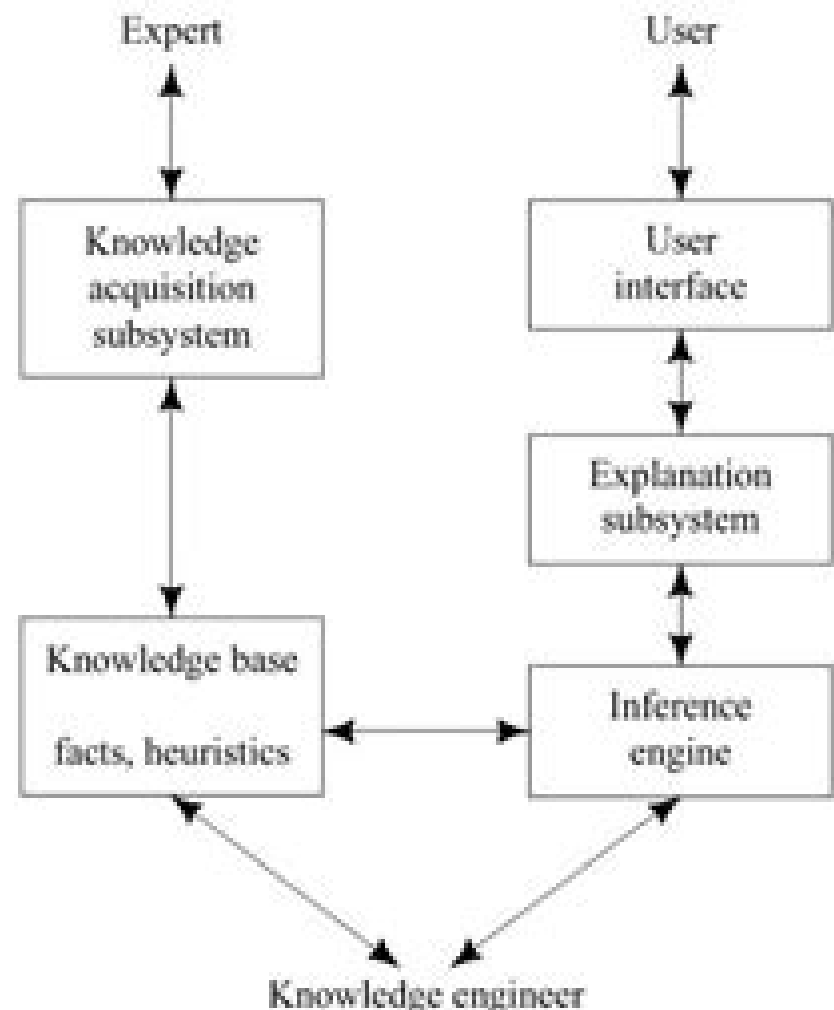 Expert
User
Knowledge
acquisition
subsystem
User
interface
Explanation
subsystem
Knowledge base
facts, heuristics
Inference
engine
Knowledge engineer